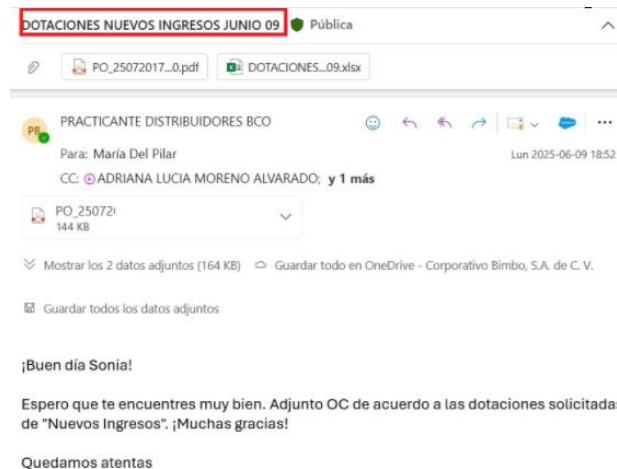 DOTACIONES NUEVOS INGRESOS JUNIO 09 Pública
PO_25072017...0.pdf DOTACIONES...09.xlsx
PB
PRACTICANTE DISTRIBUIDORES BCO
Para: María Del Pilar Lun 2025-06-09 18:52
CC: ADRIANA LUCIA MORENO ALVARADO; y 1 más
PO_25072
144 KB
Mostrar los 2 datos adjuntos (164 KB) Guardar todo en OneDrive - Corporativo Bimbo, S.A. de C. V.
Guardar todos los datos adjuntos
¡Buen día Sonia!
Espero que te encuentres muy bien. Adjunto OC de acuerdo a las dotaciones solicitadas
de "Nuevos Ingresos". ¡Muchas gracias!
Quedamos atentas